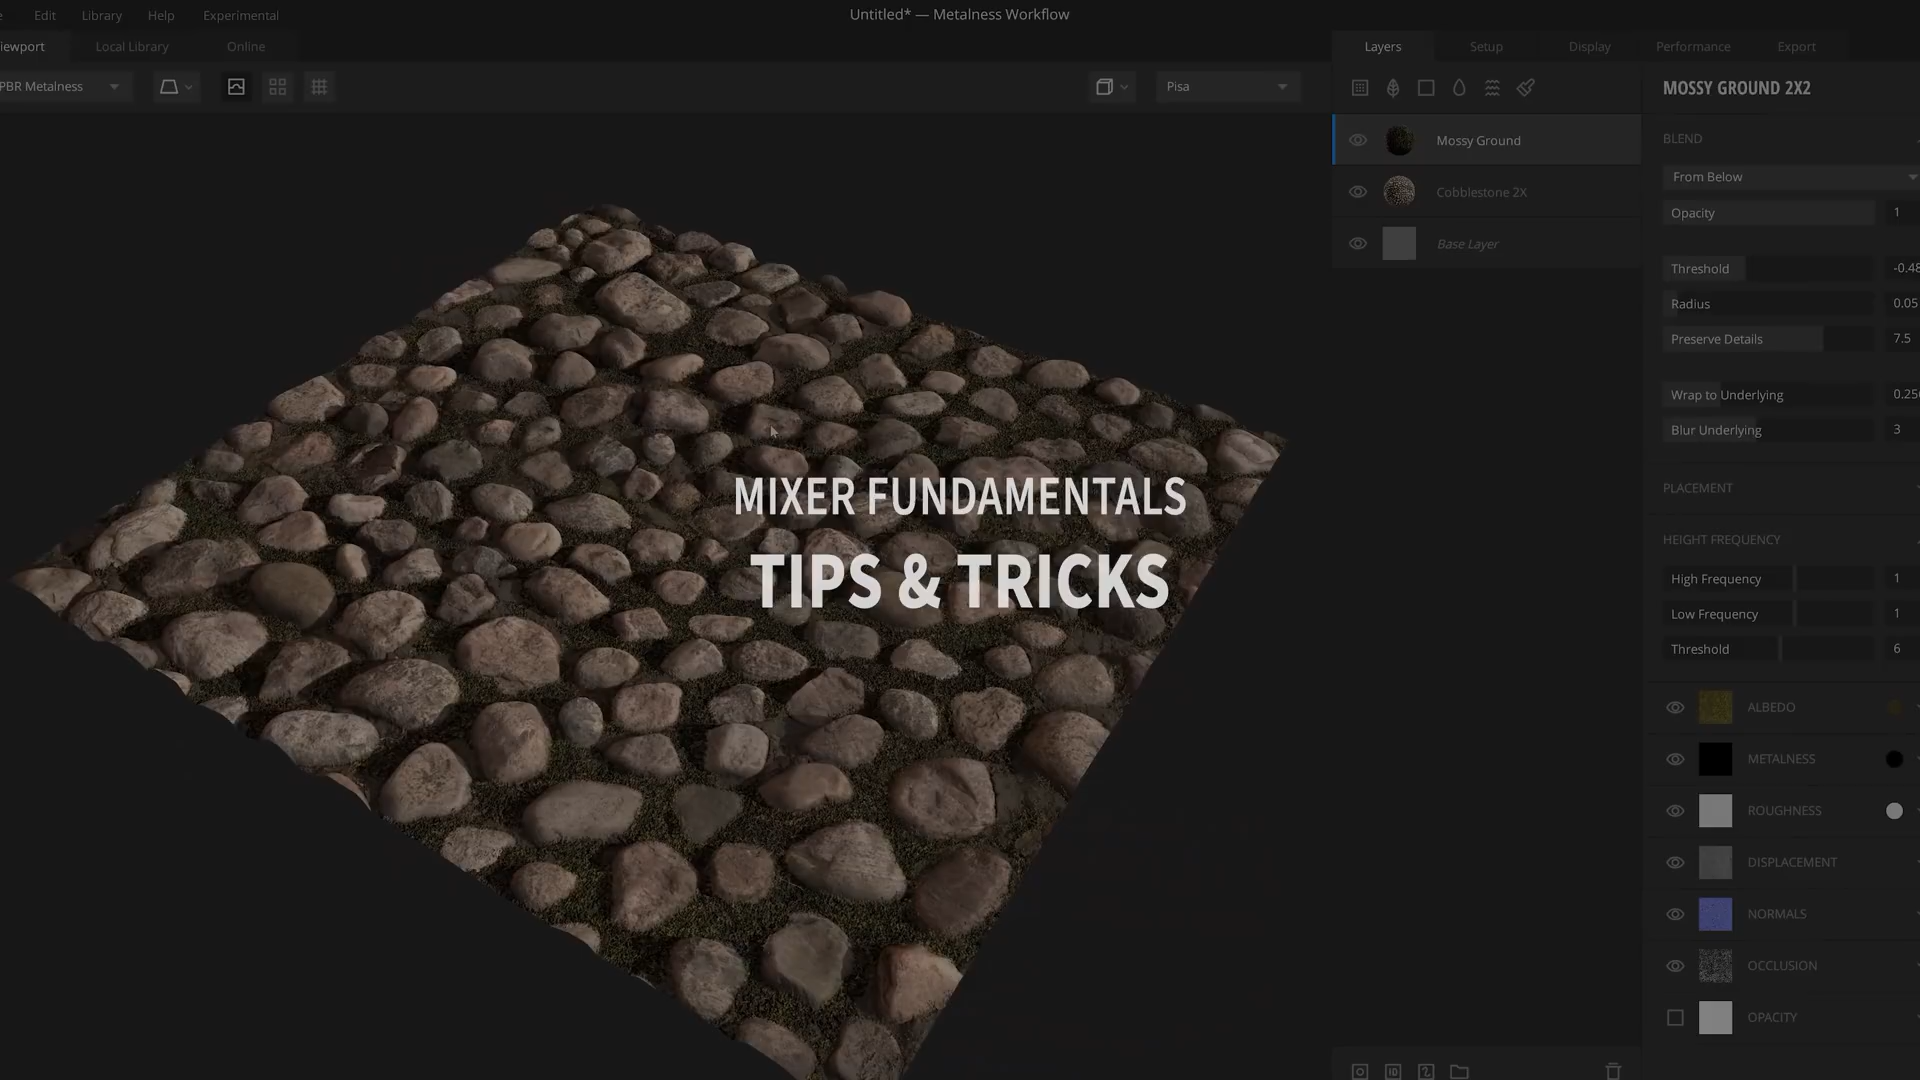 Edit Library Help Experimental
Untitled* — Metalness Workflow
iewport Local Library Online
Layers Setup Display Performance Export
PBR Metalness
Pisa
MOSSY GROUND 2X2
BLEND
Mossy Ground
From Below
Cobblestone 2X
Opacity 1
Base Layer
Threshold -0.48
Radius 0.05
Preserve Details 7.5
Wrap to Underlying 0.25
Blur Underlying 3
PLACEMENT
MIXER FUNDAMENTALS
TIPS & TRICKS
HEIGHT FREQUENCY
High Frequency 1
Low Frequency 1
Threshold 6
ALBEDO
METALNESS
ROUGHNESS
DISPLACEMENT
NORMALS
OCCLUSION
OPACITY